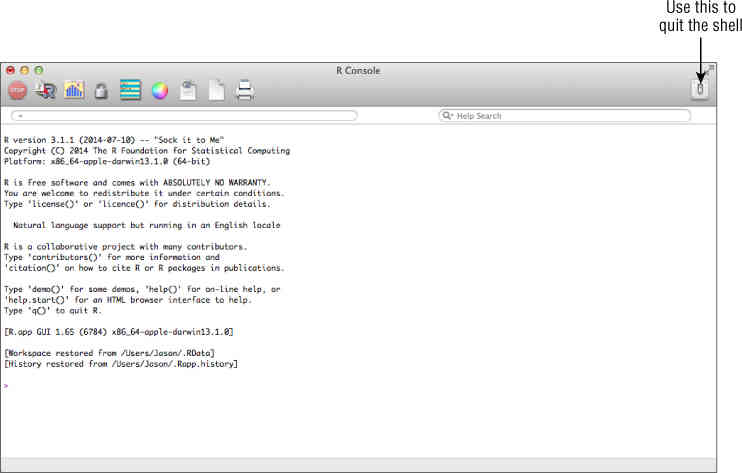 Use this to
quit the shell
R Console
STOP
Help Search
R version 3.1.1 (2014-07-10) -- "Sock it to Me"
Copyright (C) 2014 The R Foundation for Statistical Computing
Platform: x86_64-apple-darwin13.1.0 (64-bit)
R is free software and comes with ABSOLUTELY NO WARRANTY.
You are welcome to redistribute it under certain conditions.
Type 'license()' or 'licence()' for distribution details.
Natural language support but running in an English locale
R is a collaborative project with many contributors.
Type 'contributors()' for more information and
'citation()' on how to cite R or R packages in publications.
Type 'demo()' for some demos, 'help()' for on-line help, or
'help.start()' for an HTML browser interface to help.
Type 'q()' to quit R.
[R.app GUI 1.65 (6784) x86_64-apple-darwin13.1.0]
[Workspace restored from /Users/Jason/.RData]
[History restored from /Users/Jason/.Rapp.history]
>